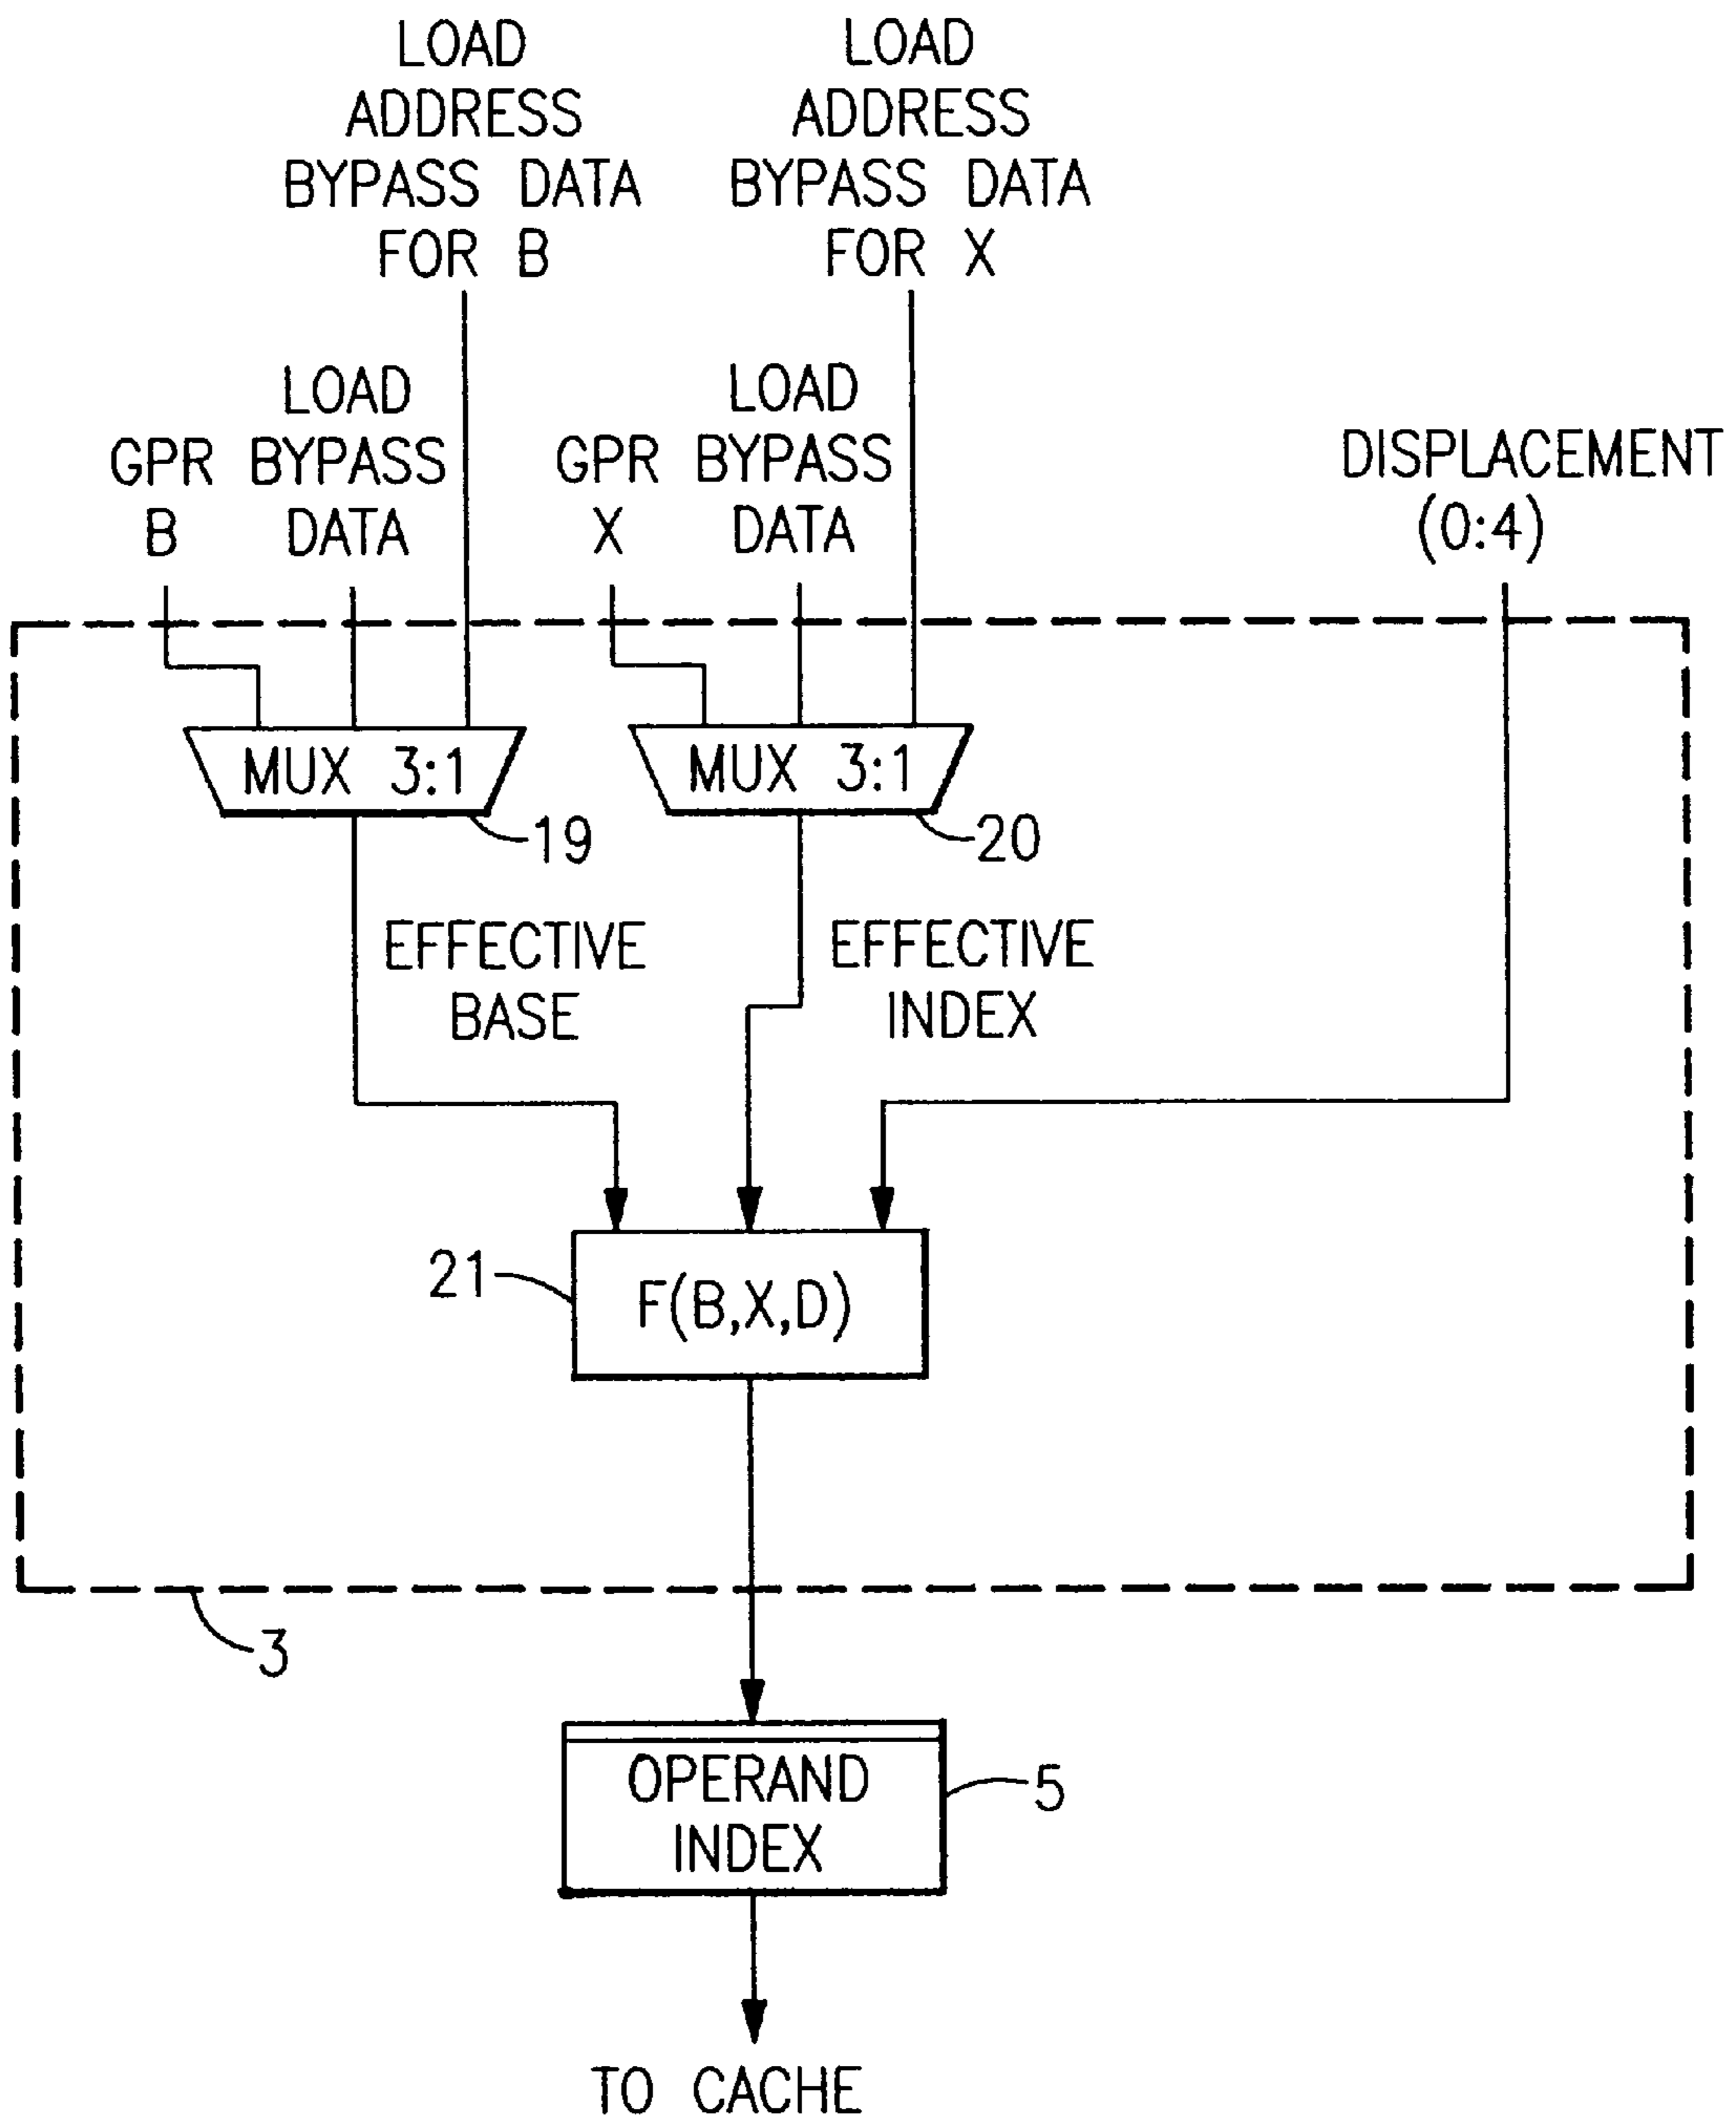 LOAD
ADDRESS
BYPASS DATA
FOR B
LOAD
ADDRESS
BYPASS DATA
FOR X
GPR
B
LOAD
BYPASS
DATA
GPR
X
LOAD
BYPASS
DATA
DISPLACEMENT
(0:4)
MUX 3:1
MUX 3:1
19
20
EFFECTIVE
BASE
EFFECTIVE
INDEX
21
F(B,X,D)
3
OPERAND
INDEX
5
TO CACHE